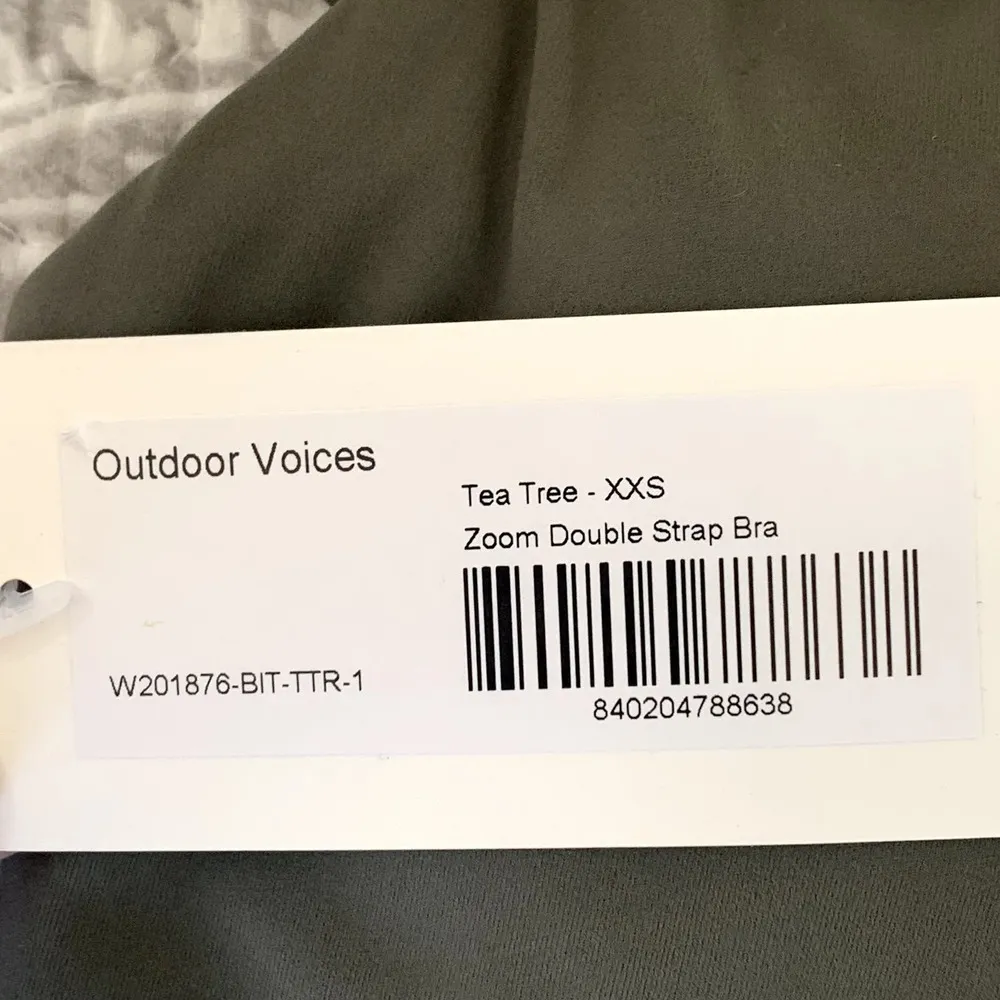 Outdoor Voices
Tea Tree - XXS
Zoom Double Strap Bra
W201876-BIT-TTR-1
840204788638